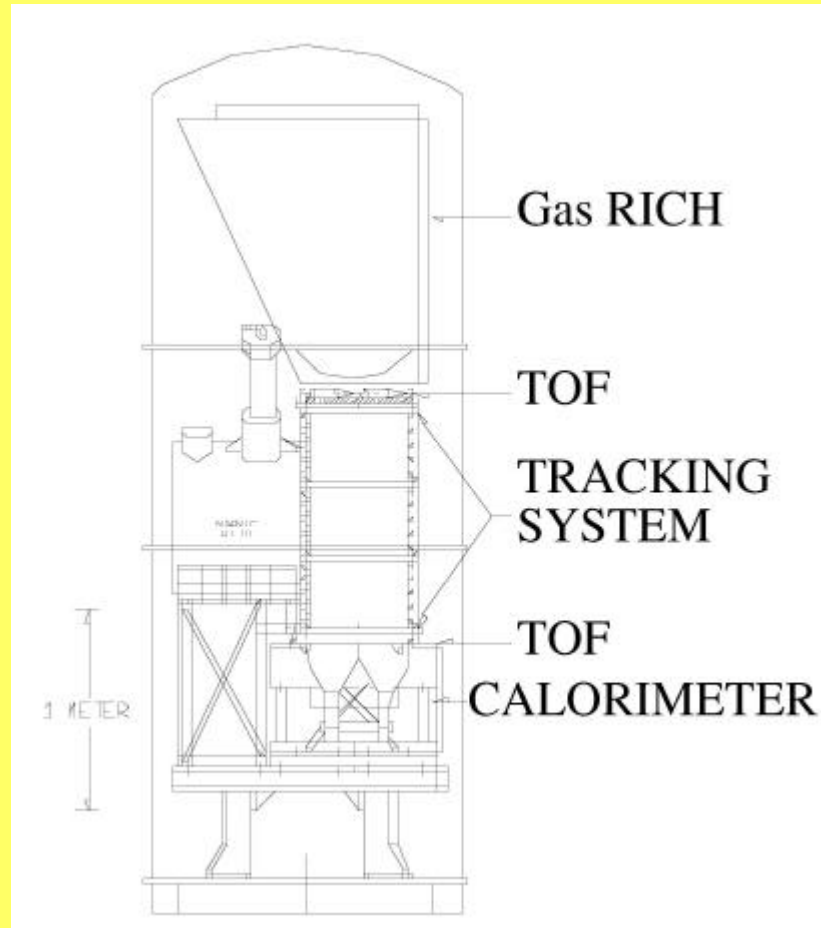 Gas RICH
TOF
TRACKING
SYSTEM
TOF
CALORIMETER
1 METER